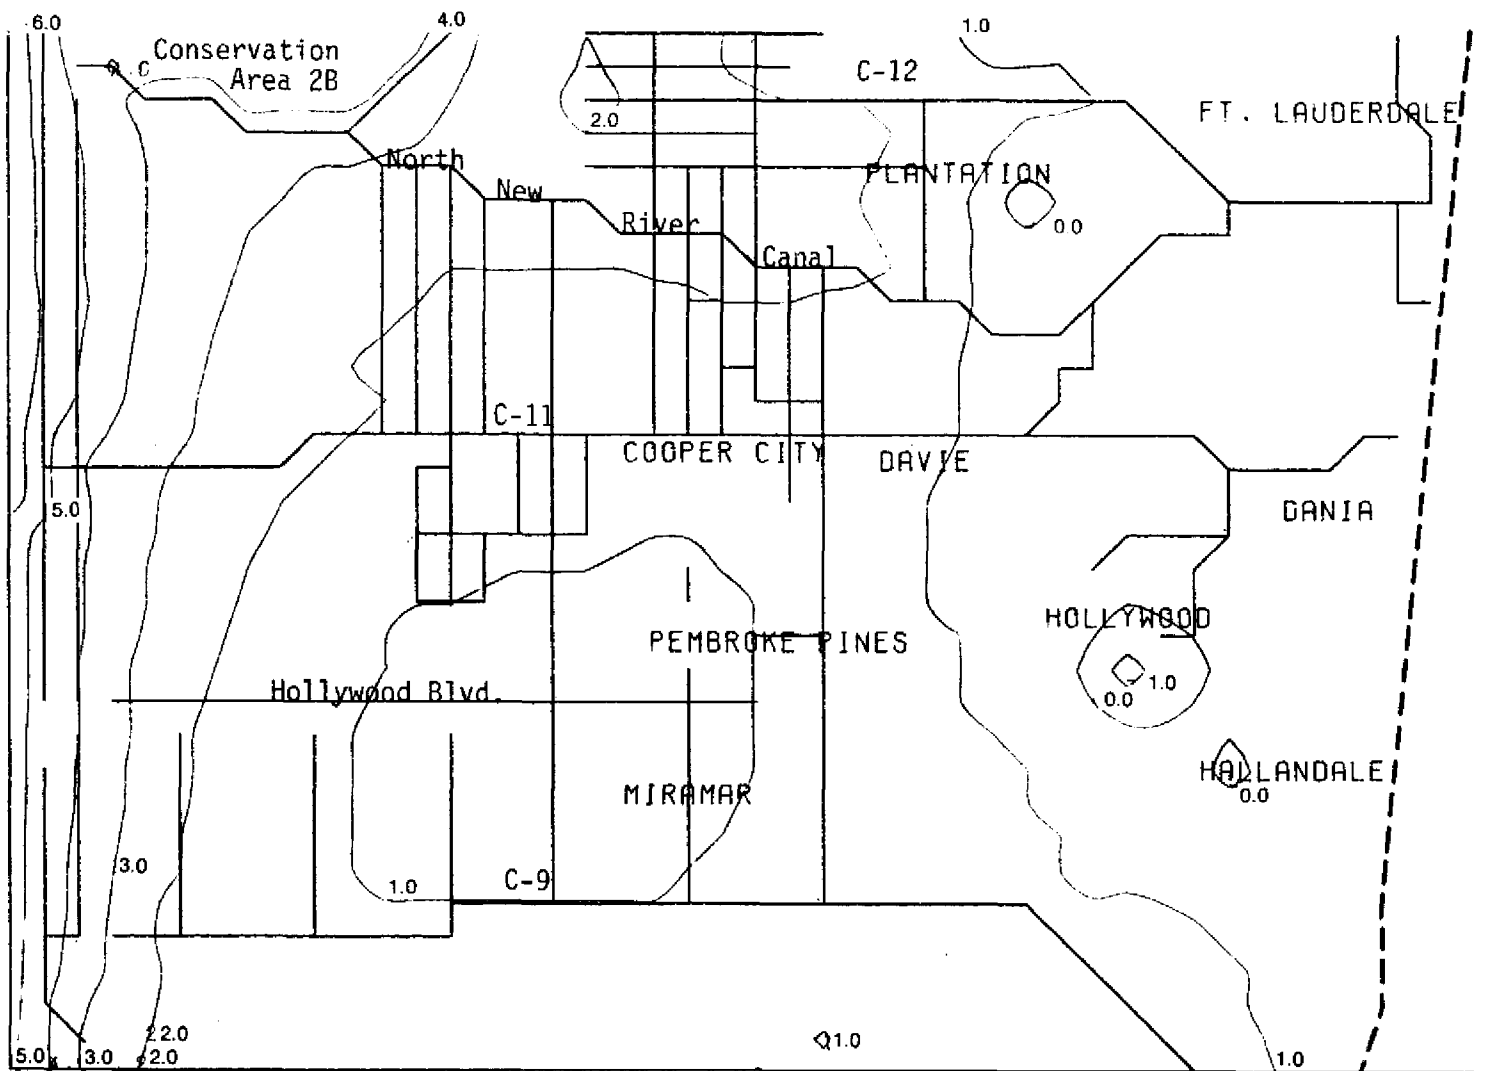 6.0
4.0
1.0
Conservation
Area 2B
C-12
FT. LAUDERDALE
2.0
North
PLANTATION
New
River
0.0
Canal
C-11
COOPER CITY
DAVIE
5.0
DANIA
HOLLYWOOD
PEMBROKE PINES
1.0
Hollywood Blvd.
0.0
HALLANDALE
MIRAMAR
0.0
3.0
C-9
1.0
2.0
1.0
5.0
3.0
2.0
1.0